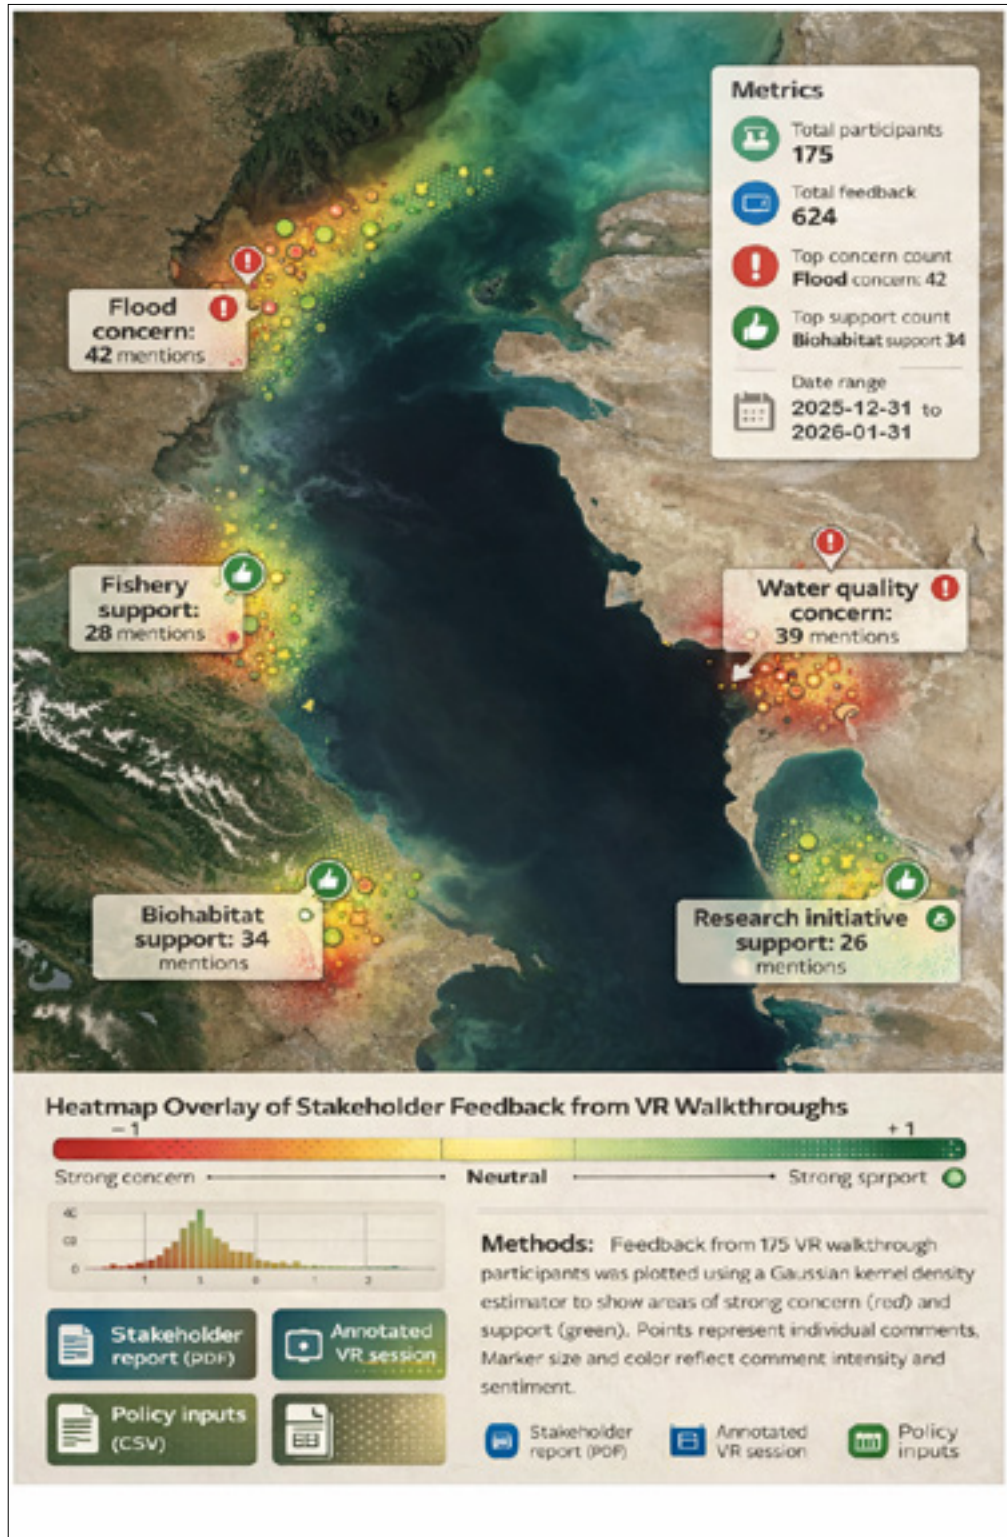 Metrics
Total participants
175
Total feedback
624
Top concern count
Flood concern: 42
Top support count
Biohabitat support 34
Date range
2025-12-31 to
2026-01-31
Flood
concern:
42 mentions
Fishery
support:
28 mentions
Water quality
concern:
39 mentions
Biohabitat
support: 34
mentions
Research initiative
support: 26
mentions
Heatmap Overlay of Stakeholder Feedback from VR Walkthroughs
– 1
+ 1
Strong concern
Neutral
Strong sprport
0
1
0
1
2
Methods: Feedback from 175 VR walkthrough
participants was plotted using a Gaussian kernel density
estimator to show areas of strong concern (red) and
support (green). Points represent individual comments.
Marker size and color reflect comment intensity and
sentiment.
Stakeholder
report (PDF)
Annotated
VR session
Policy inputs
(CSV)
Stakeholder
report (PDF)
Annotated
VR session
Policy
inputs